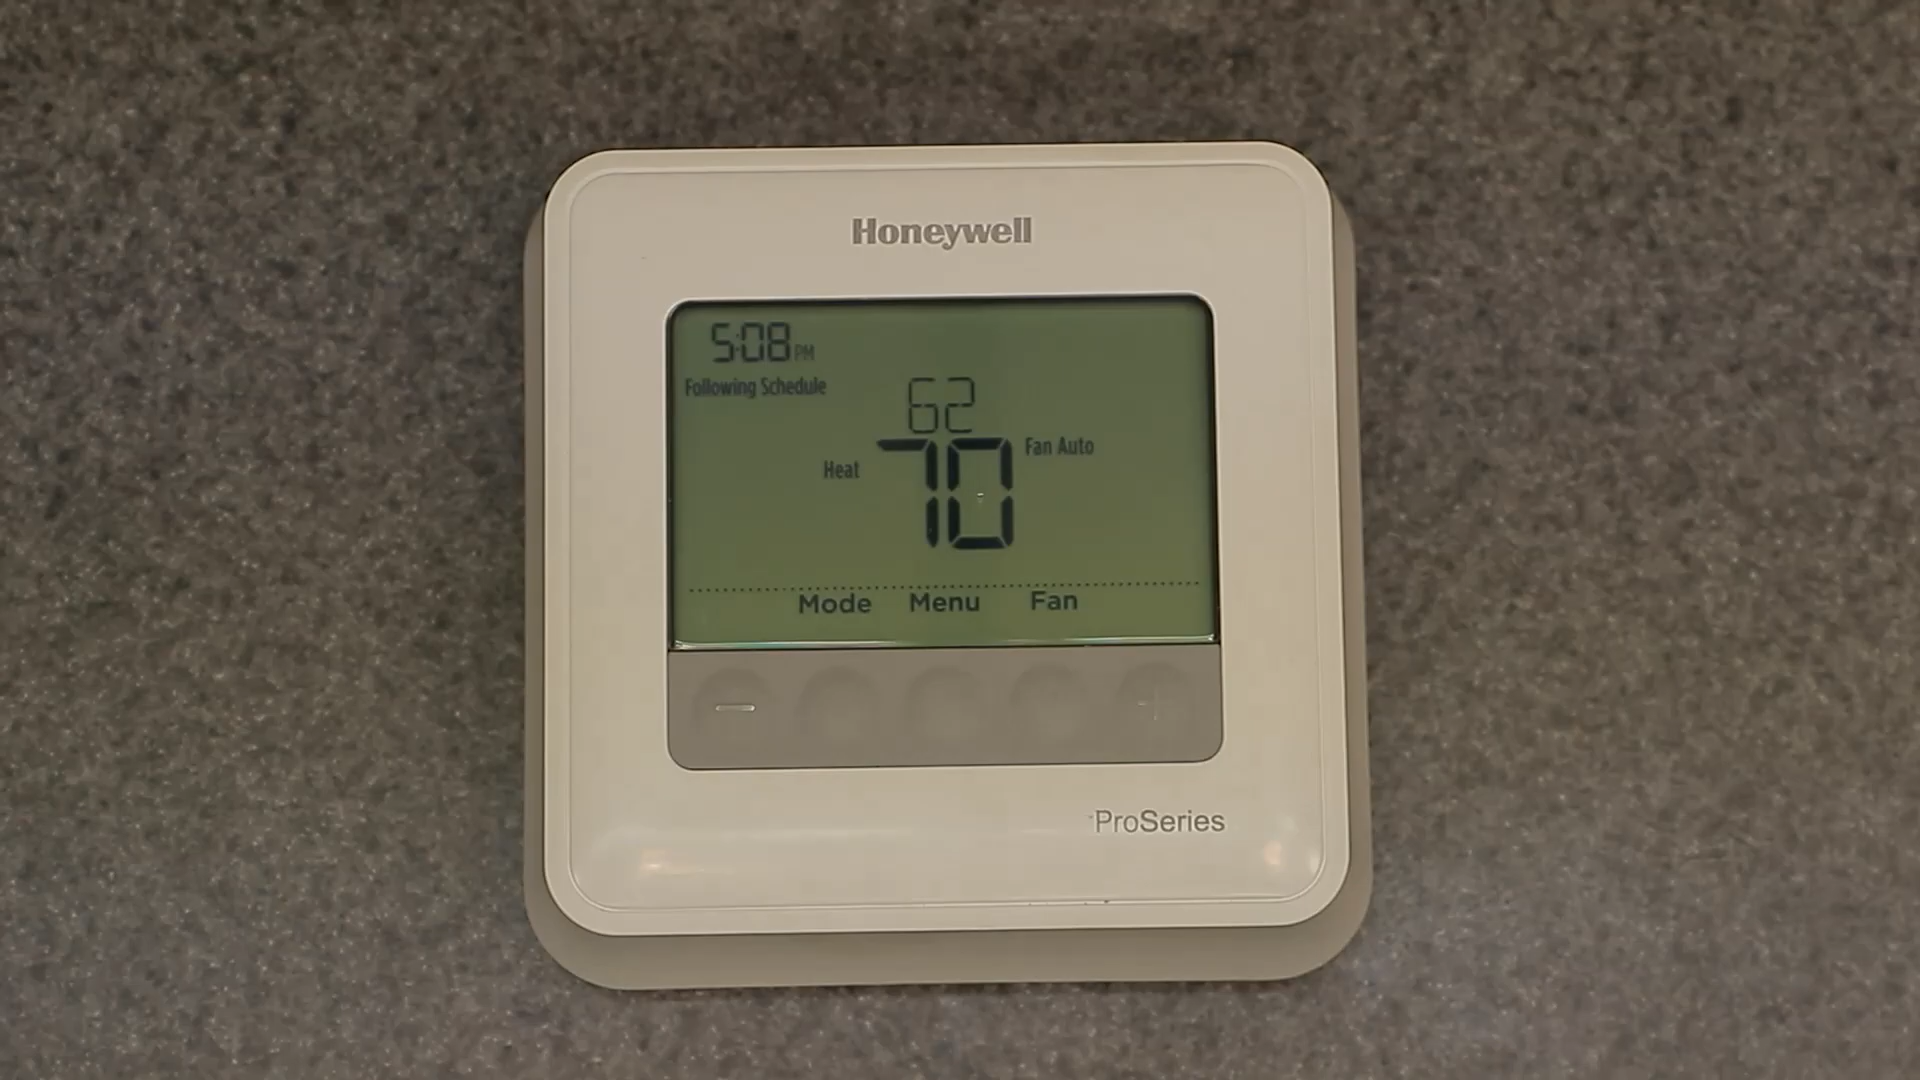 Honeywell
5:08 PM
Following Schedule
62
Heat
70
Fan Auto
Mode Menu Fan
ProSeries